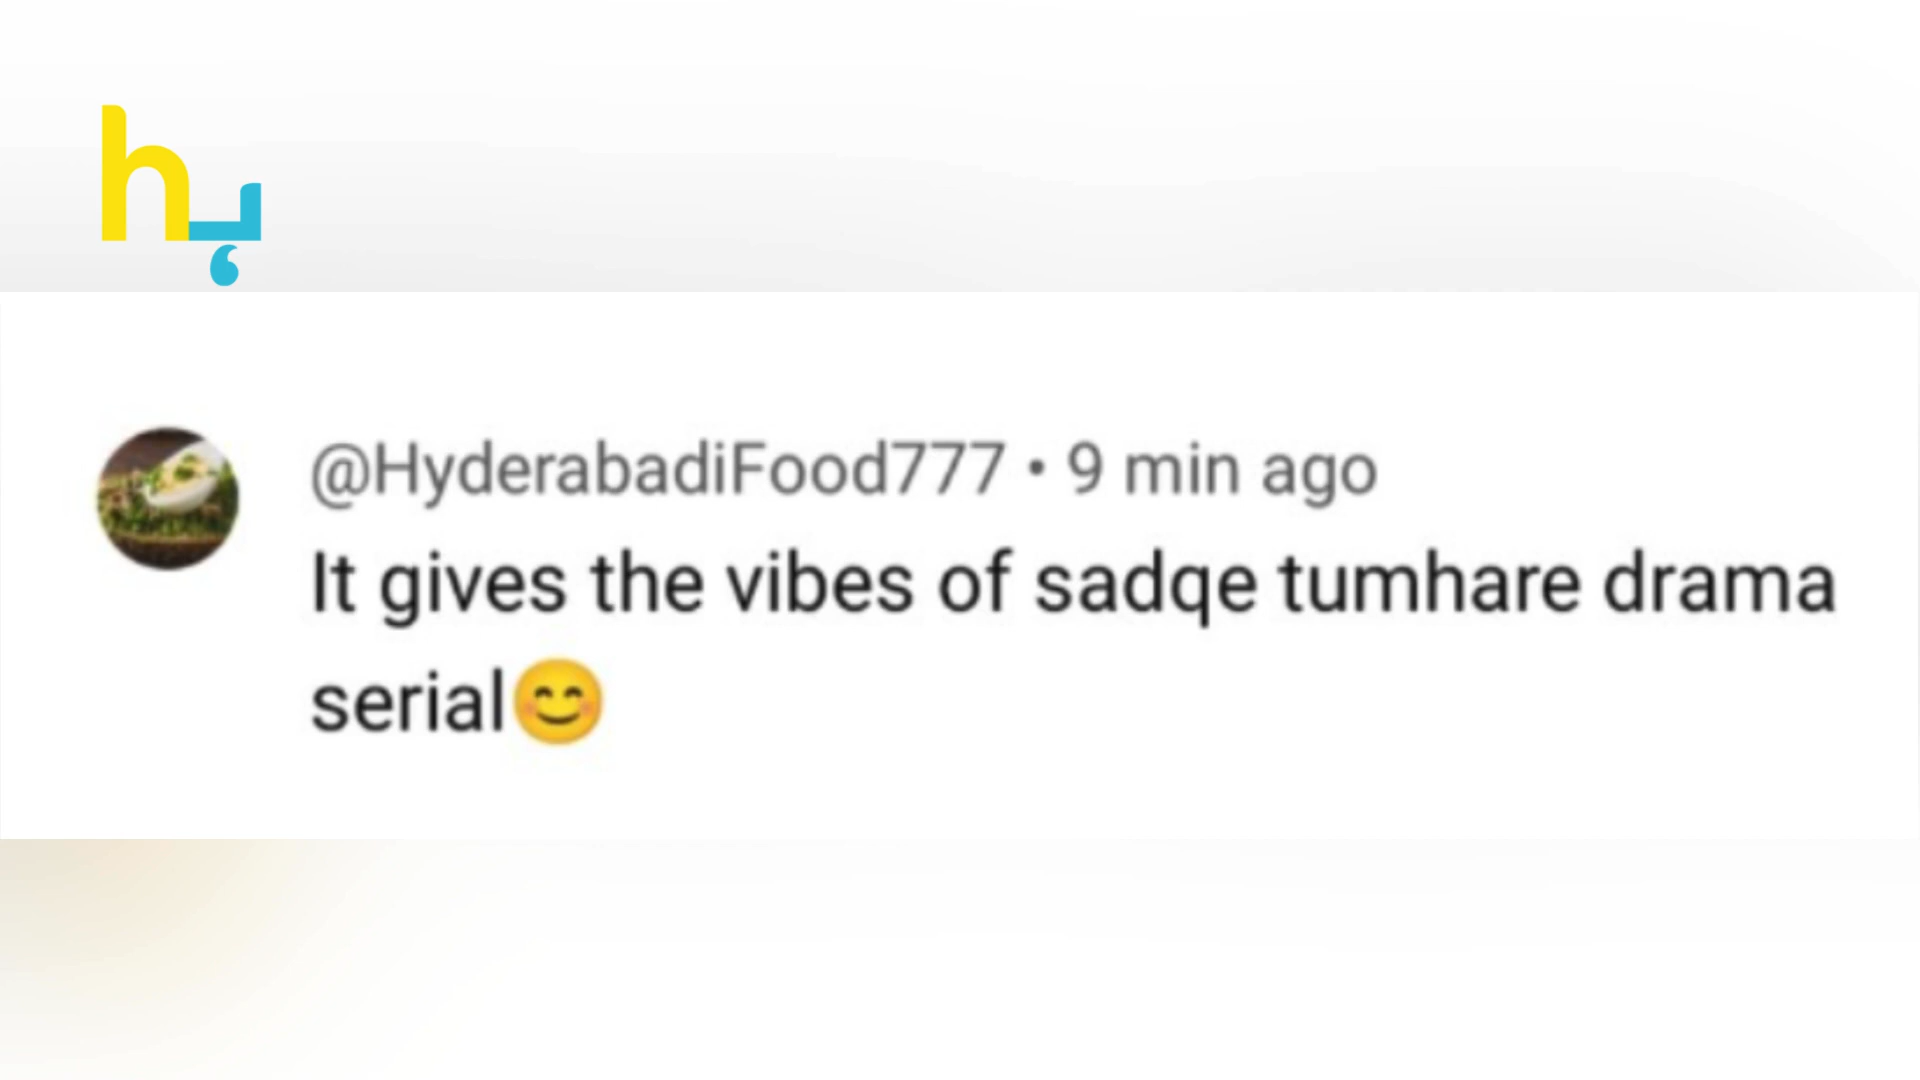 h
@HyderabadiFood777 • 9 min ago
It gives the vibes of sadqe tumhare drama
serial😊